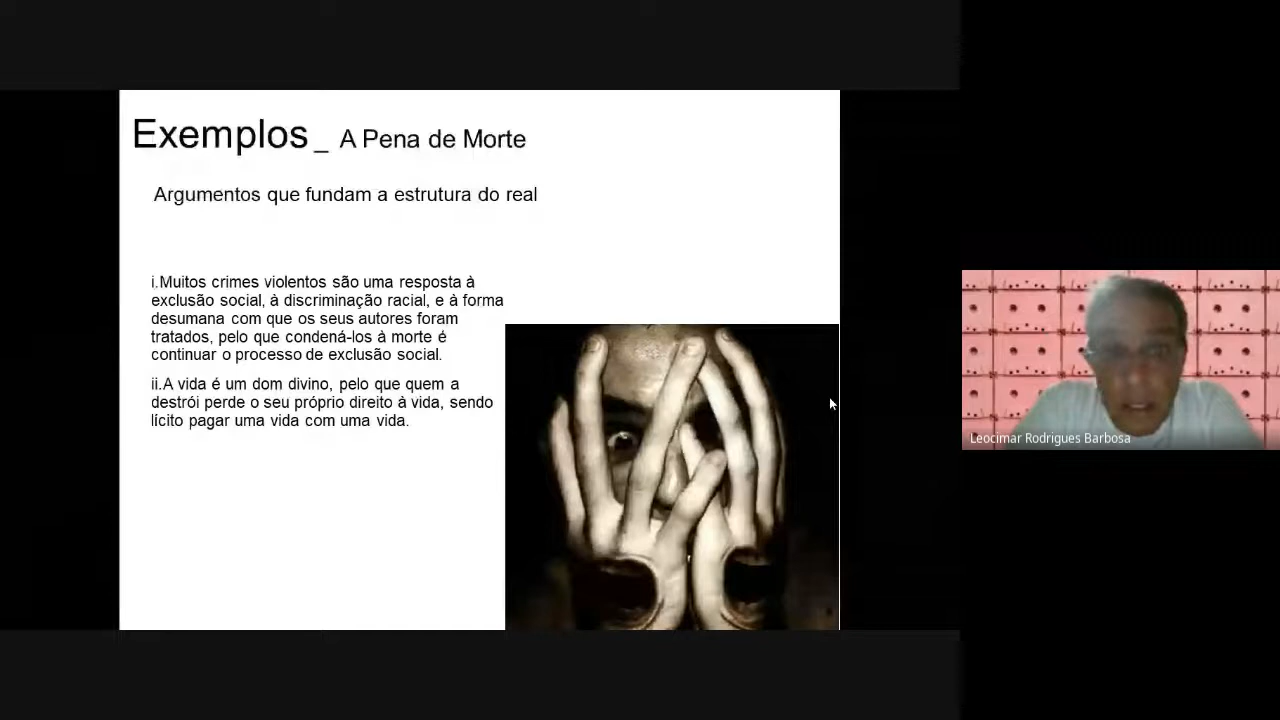 Exemplos_ A Pena de Morte
Argumentos que fundam a estrutura do real
i.Muitos crimes violentos são uma resposta à
exclusão social, à discriminação racial, e à forma
desumana com que os seus autores foram
tratados, pelo que condená-los à morte é
continuar o processo de exclusão social.
ii.A vida é um dom divino, pelo que quem a
destrói perde o seu próprio direito à vida, sendo
lícito pagar uma vida com uma vida.
Leocimar Rodrigues Barbosa